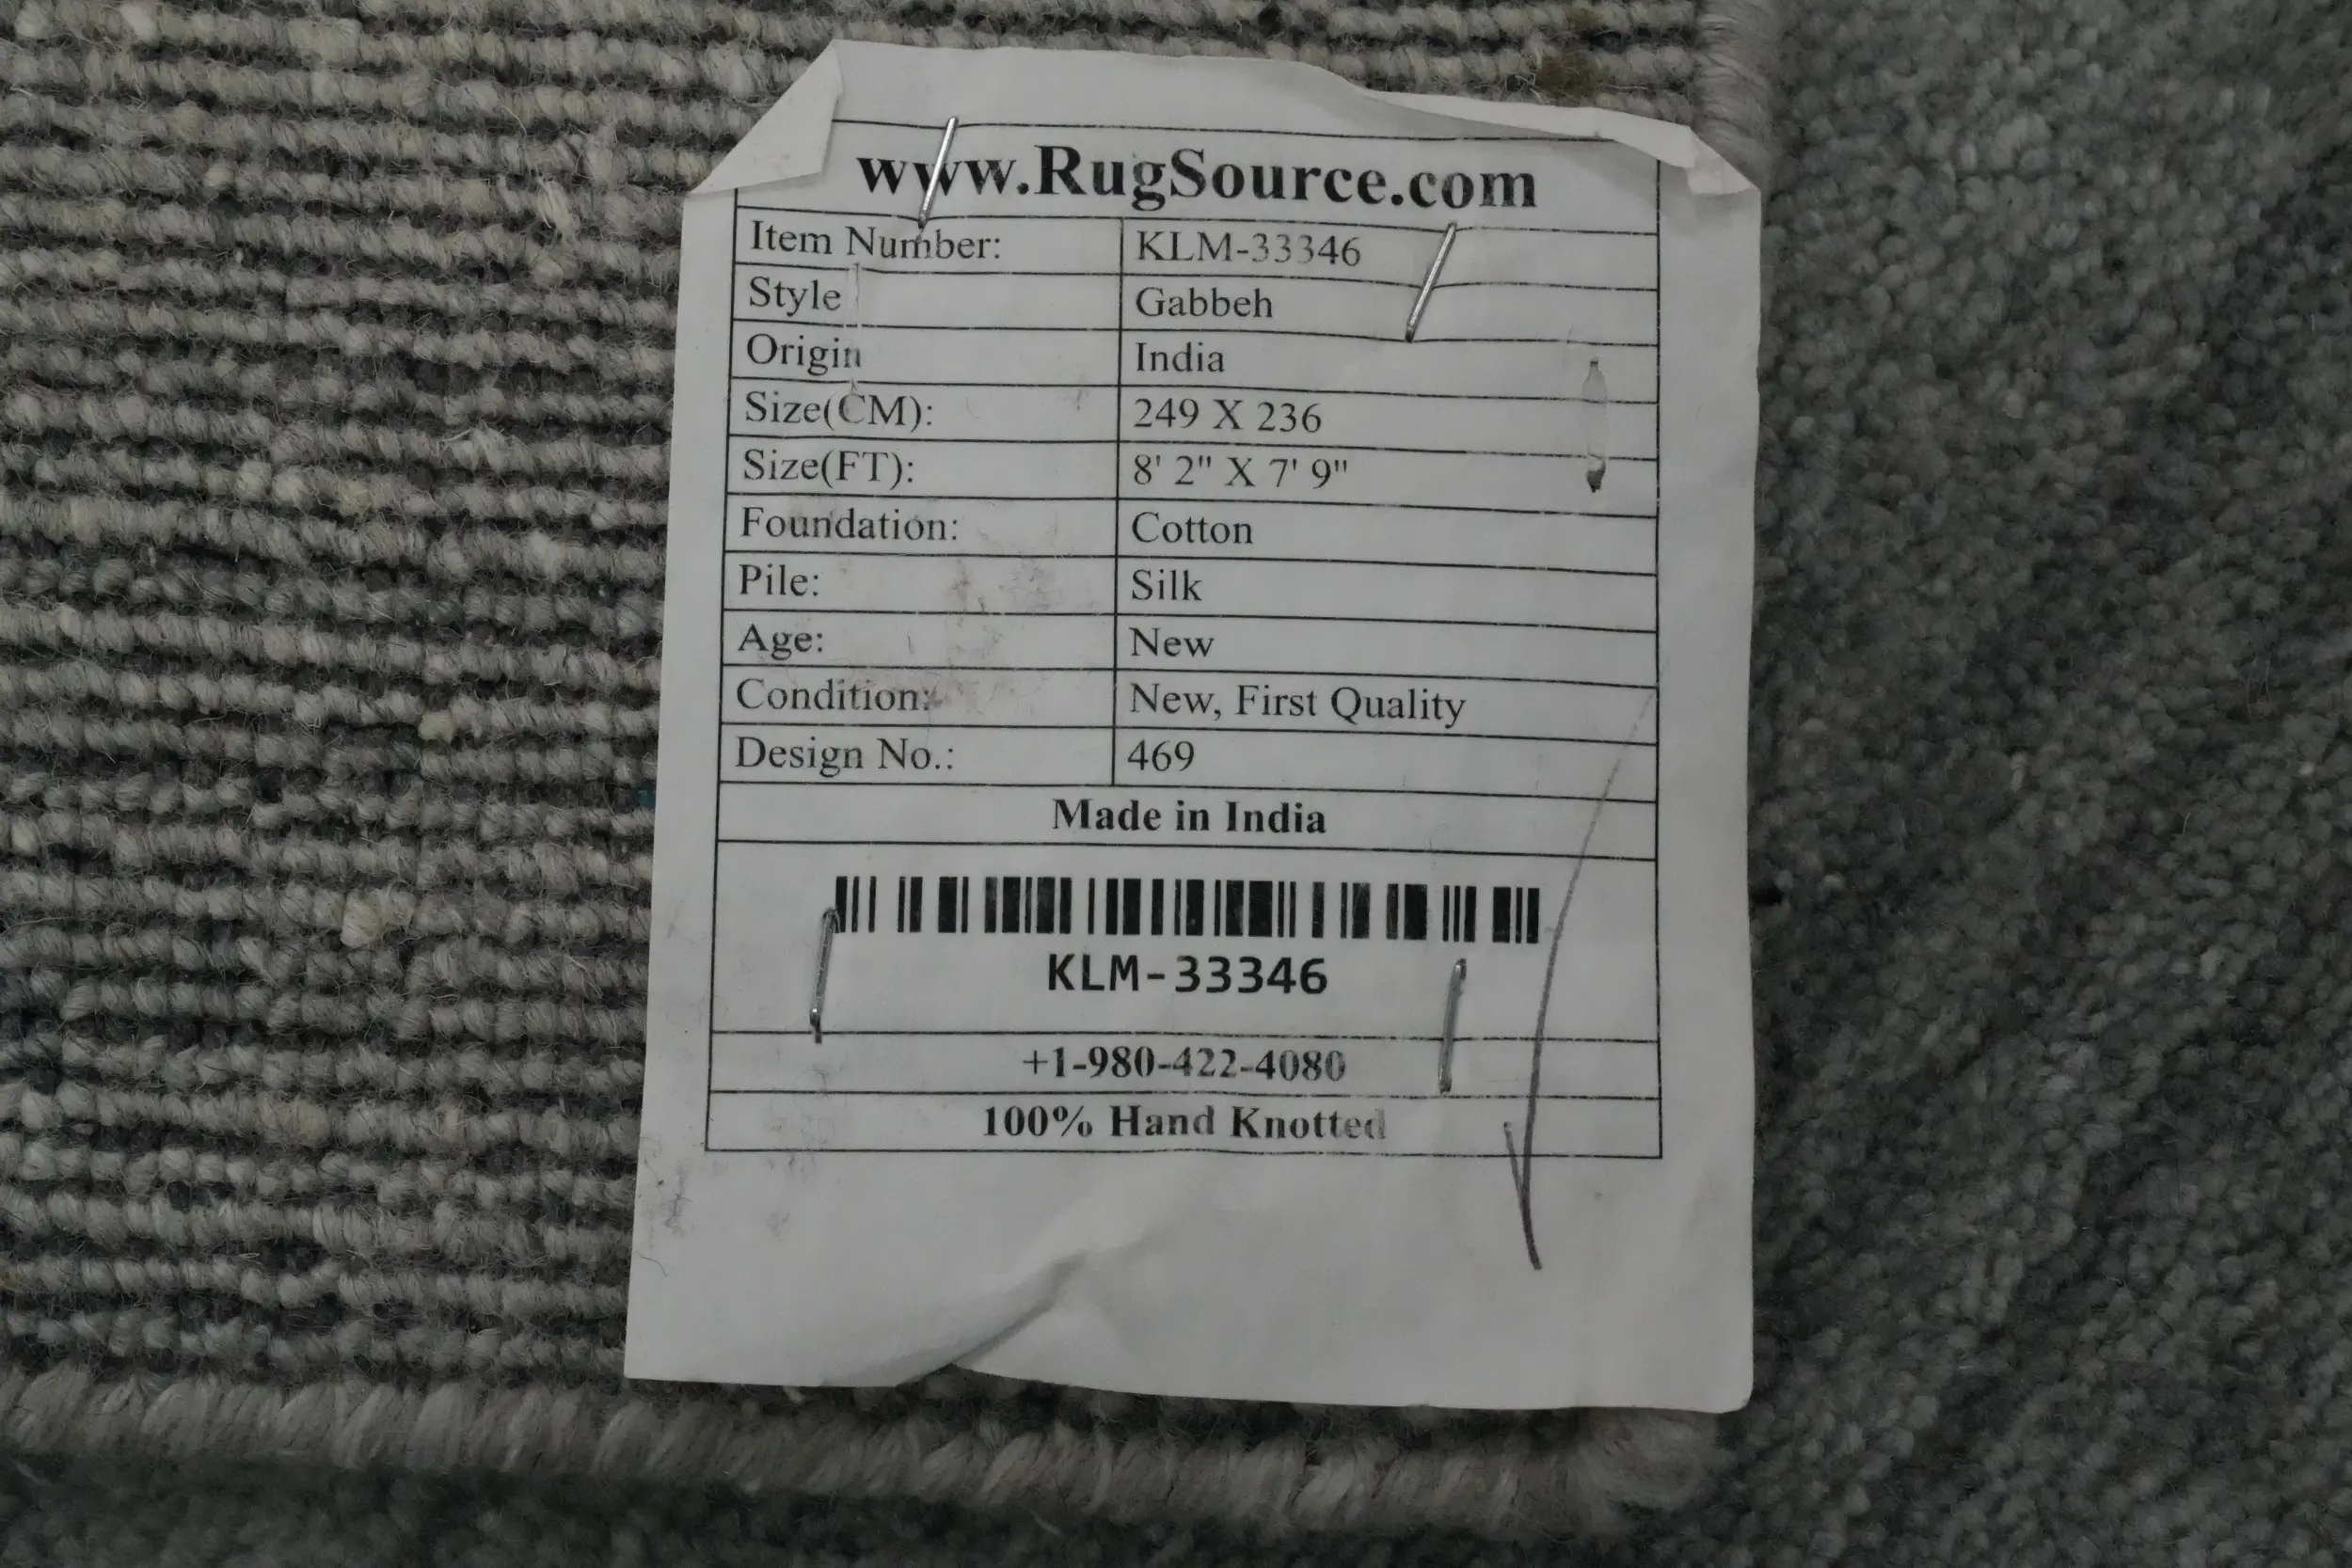 www.RugSource.com
Item Number: KLM-33346
Style Gabbeh
Origin India
Size(CM): 249 X 236
Size(FT): 8' 2" X 7' 9"
Foundation: Cotton
Pile: Silk
Age: New
Condition: New, First Quality
Design No.: 469
Made in India
KLM-33346
+1-980-422-4080
100% Hand Knotted